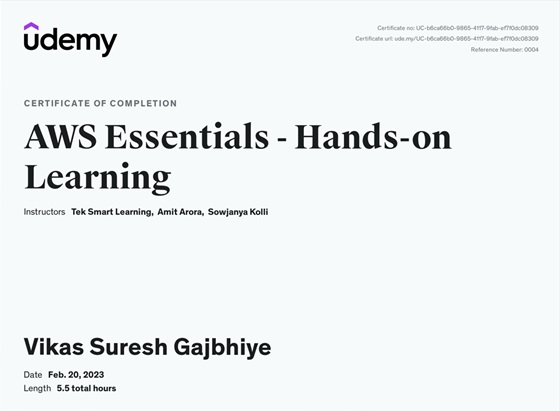 udemy
Certificate no: UC-b6ca66b0-9865-4117-9fab-ef7f0dc08309
Certificate url: ude.my/UC-b6ca66b0-9865-4117-9fab-ef7f0dc08309
Reference Number: 0004
CERTIFICATE OF COMPLETION
AWS Essentials - Hands-on
Learning
Instructors Tek Smart Learning, Amit Arora, Sowjanya Kolli
Vikas Suresh Gajbhiye
Date Feb. 20, 2023
Length 5.5 total hours